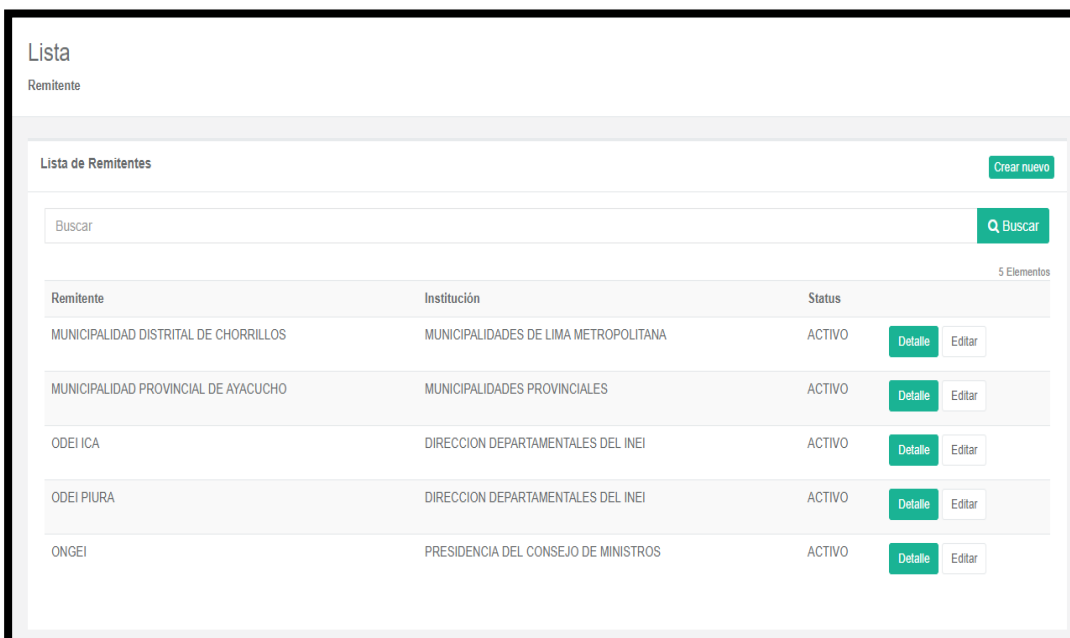 Lista
Remitente
Lista de Remitentes
Crear nuevo
Buscar
Buscar
5 Elementos
Remitente Institución Status
MUNICIPALIDAD DISTRITAL DE CHORRILLOS MUNICIPALIDADES DE LIMA METROPOLITANA ACTIVO Detalle Editar
MUNICIPALIDAD PROVINCIAL DE AYACUCHO MUNICIPALIDADES PROVINCIALES ACTIVO Detalle Editar
ODEI ICA DIRECCION DEPARTAMENTALES DEL INEI ACTIVO Detalle Editar
ODEI PIURA DIRECCION DEPARTAMENTALES DEL INEI ACTIVO Detalle Editar
ONGEI PRESIDENCIA DEL CONSEJO DE MINISTROS ACTIVO Detalle Editar